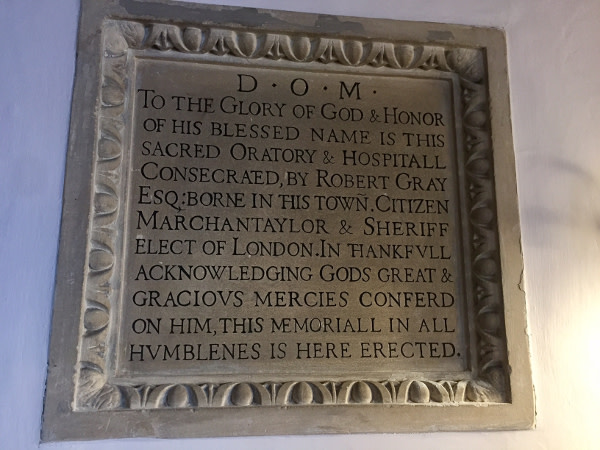 D·O·M·
TO THE GLORY OF GOD & HONOR
OF HIS BLESSED NAME IS THIS
SACRED ORATORY & HOSPITALL
CONSECRATED, BY ROBERT GRAY
ESQ: BORNE IN THIS TOWN. CITIZEN
MARCHANTAYLOR & SHERIFF
ELECT OF LONDON. IN THANKFVLL
ACKNOWLEDGING GODS GREAT &
GRACIOVS MERCIES CONFERD
ON HIM, THIS MEMORIALL IN ALL
HVMBLENES IS HERE ERECTED.